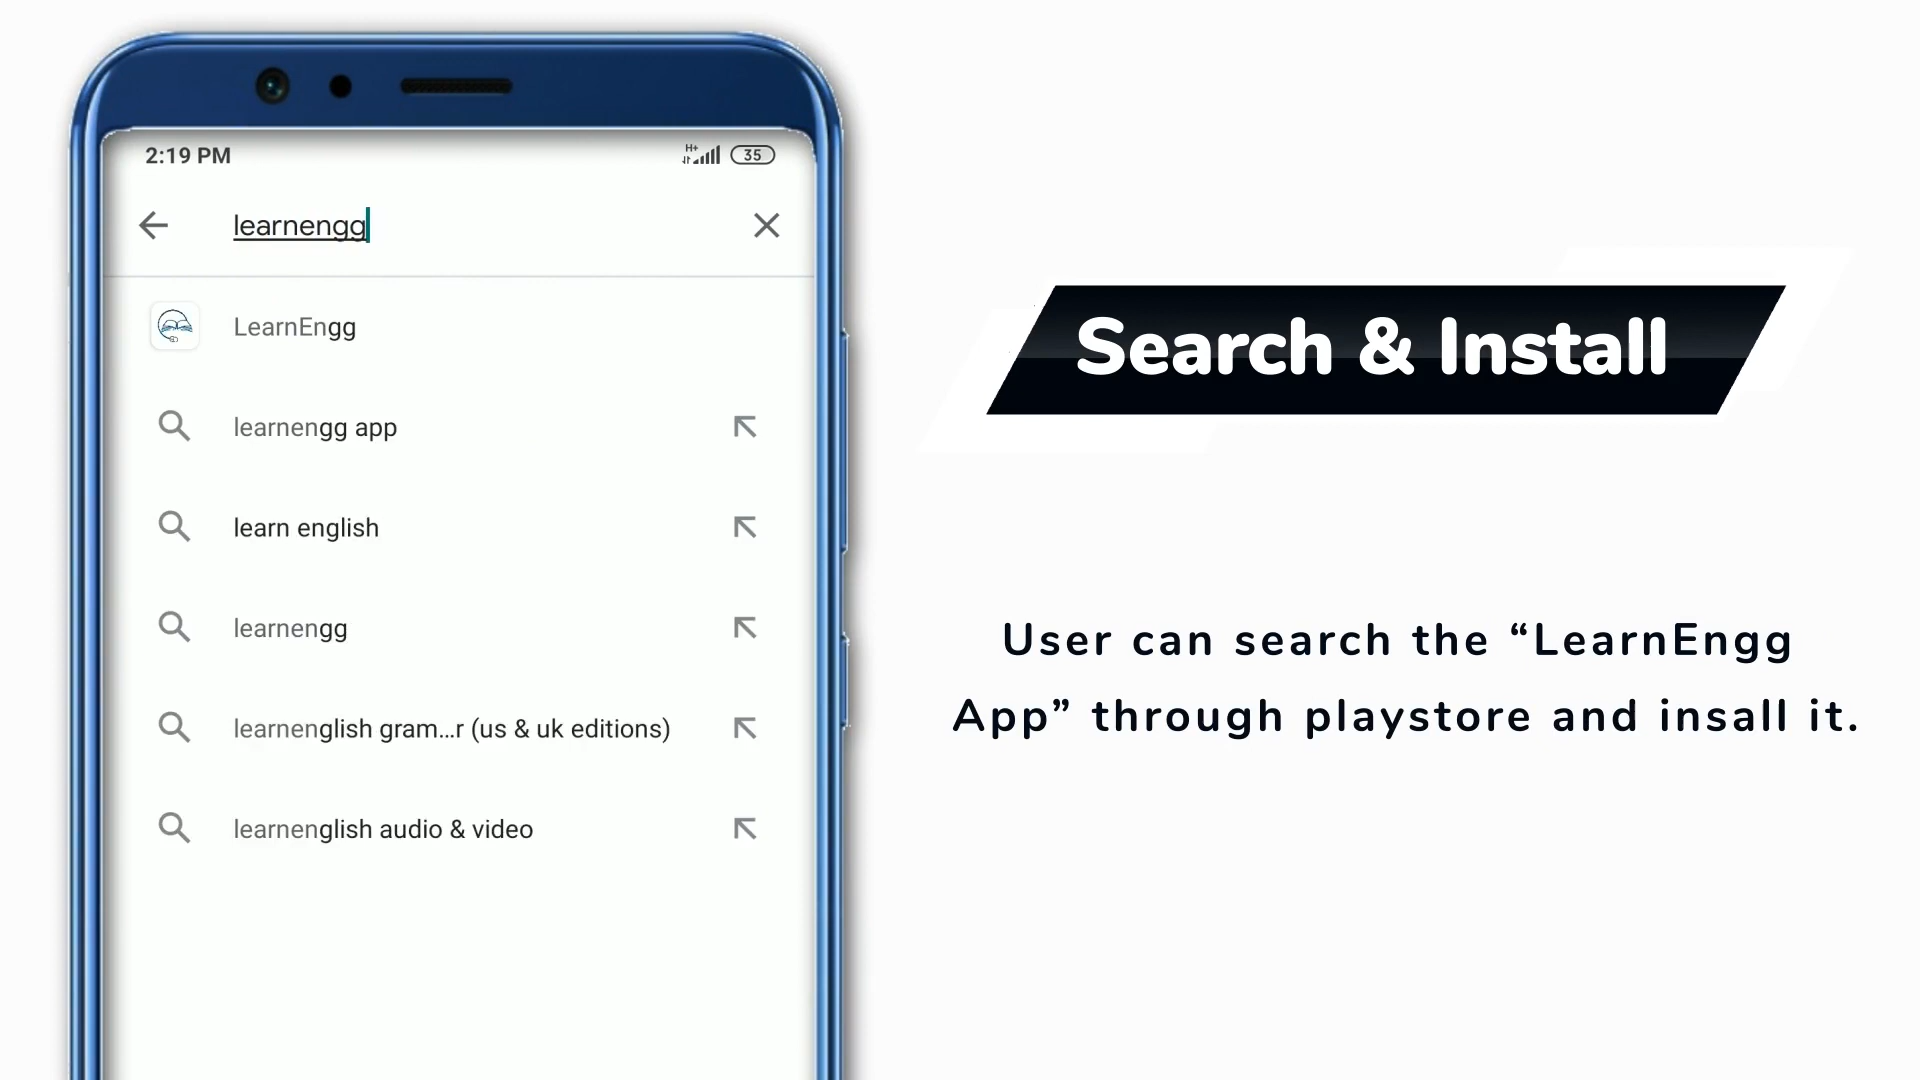 2:19 PM
H+
35
learnengg
LearnEngg
learnengg app
learn english
learnengg
learnenglish gram...r (us & uk editions)
learnenglish audio & video
Search & Install
User can search the “LearnEngg
App” through playstore and insall it.